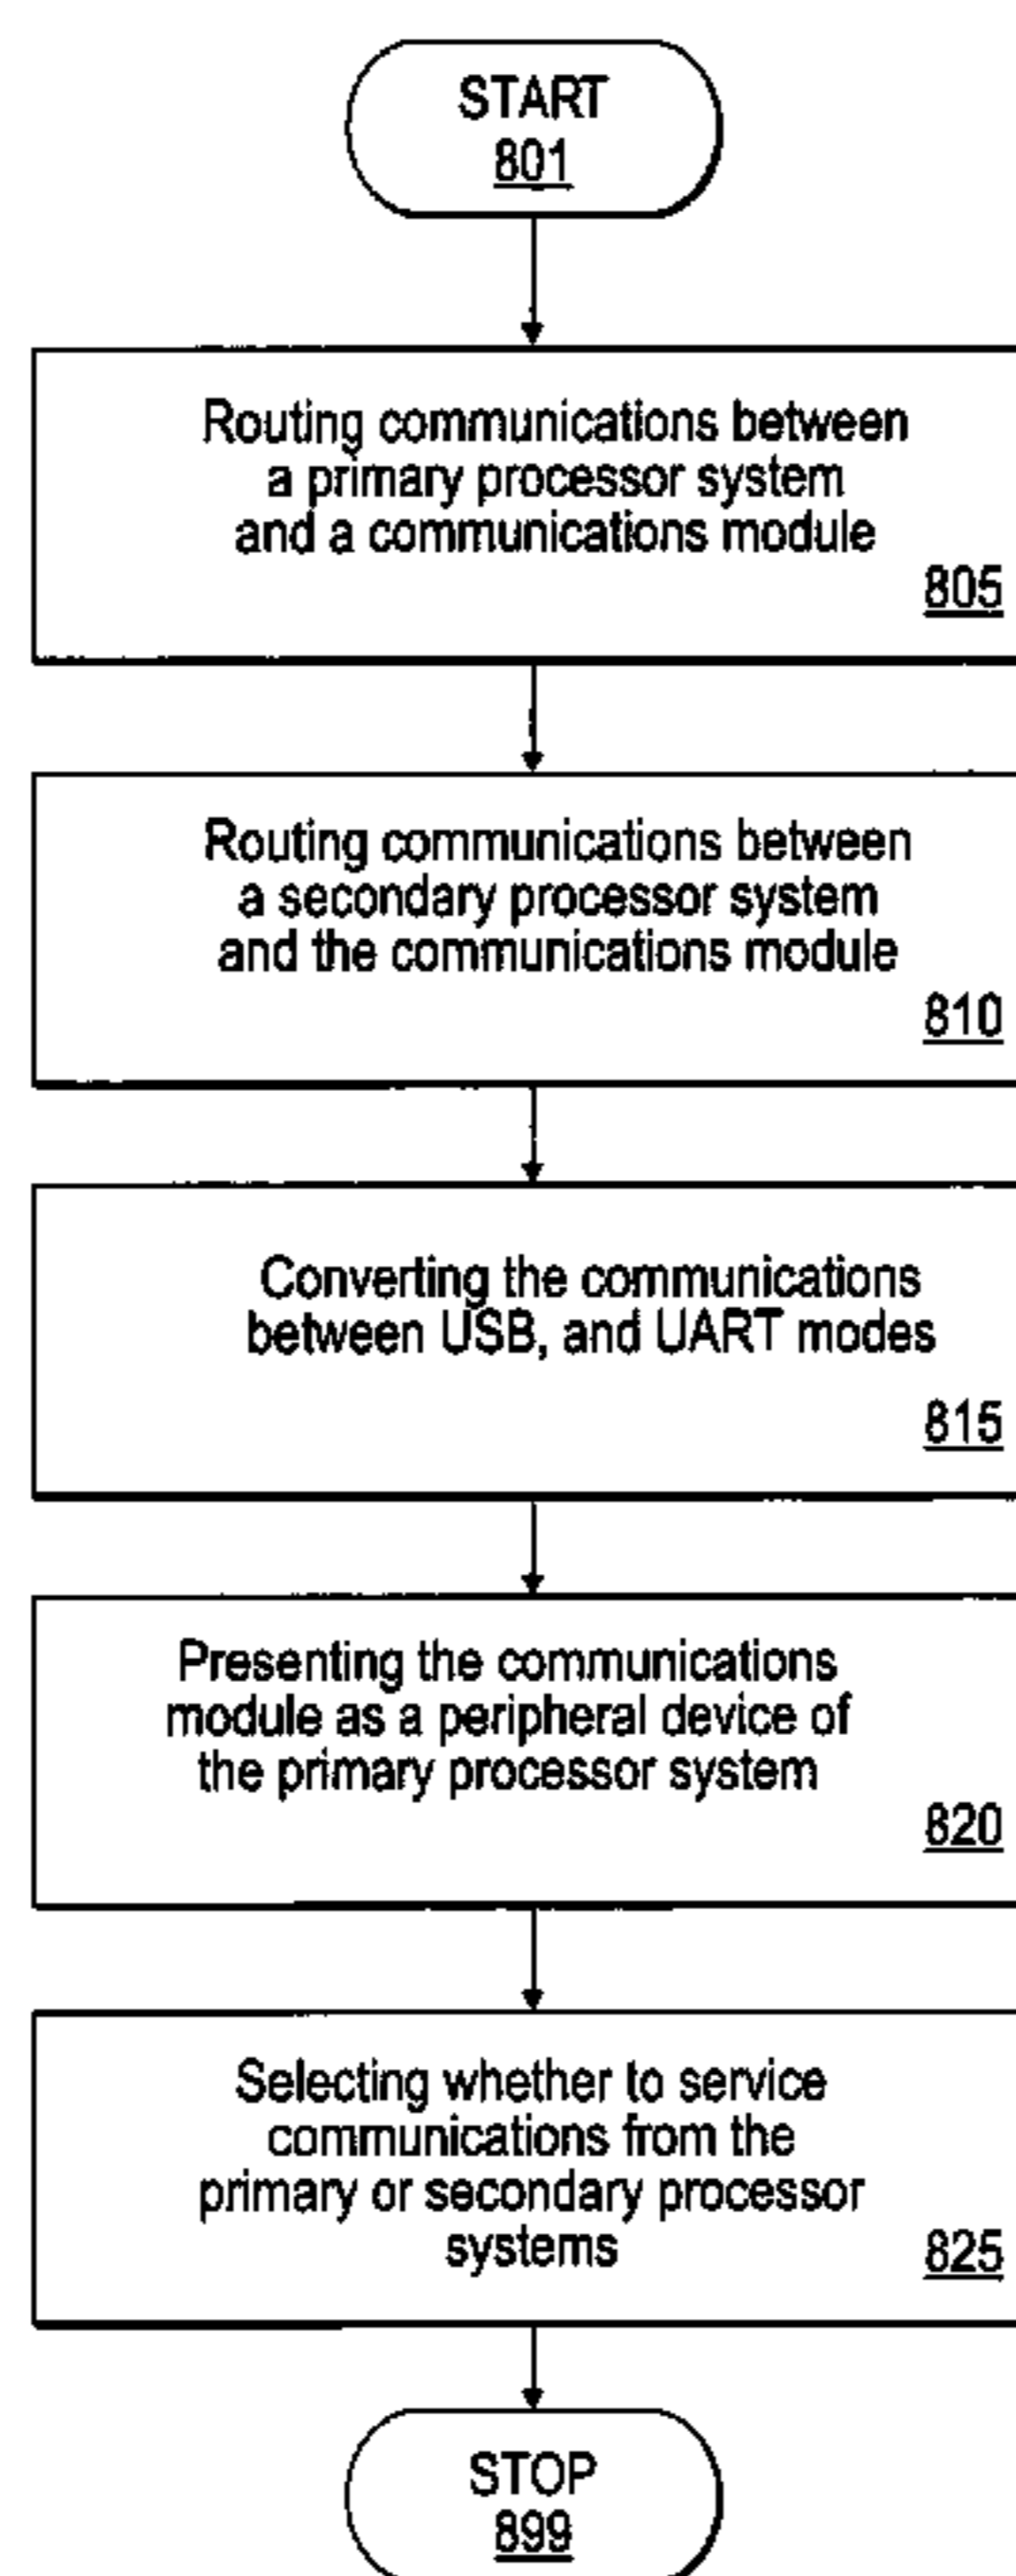 START
801
Routing communications between
a primary processor system
and a communications module
805
Routing communications between
a secondary processor system
and the communications module
810
Converting the communications
between USB, and UART modes
815
Presenting the communications
module as a peripheral device of
the primary processor system
820
Selecting whether to service
communications from the
primary or secondary processor
systems
825
STOP
899